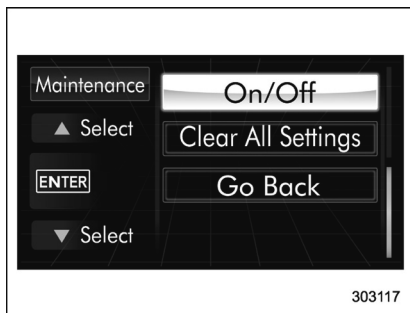 Maintenance
On/Off
▲ Select
Clear All Settings
ENTER
Go Back
▼ Select
303117